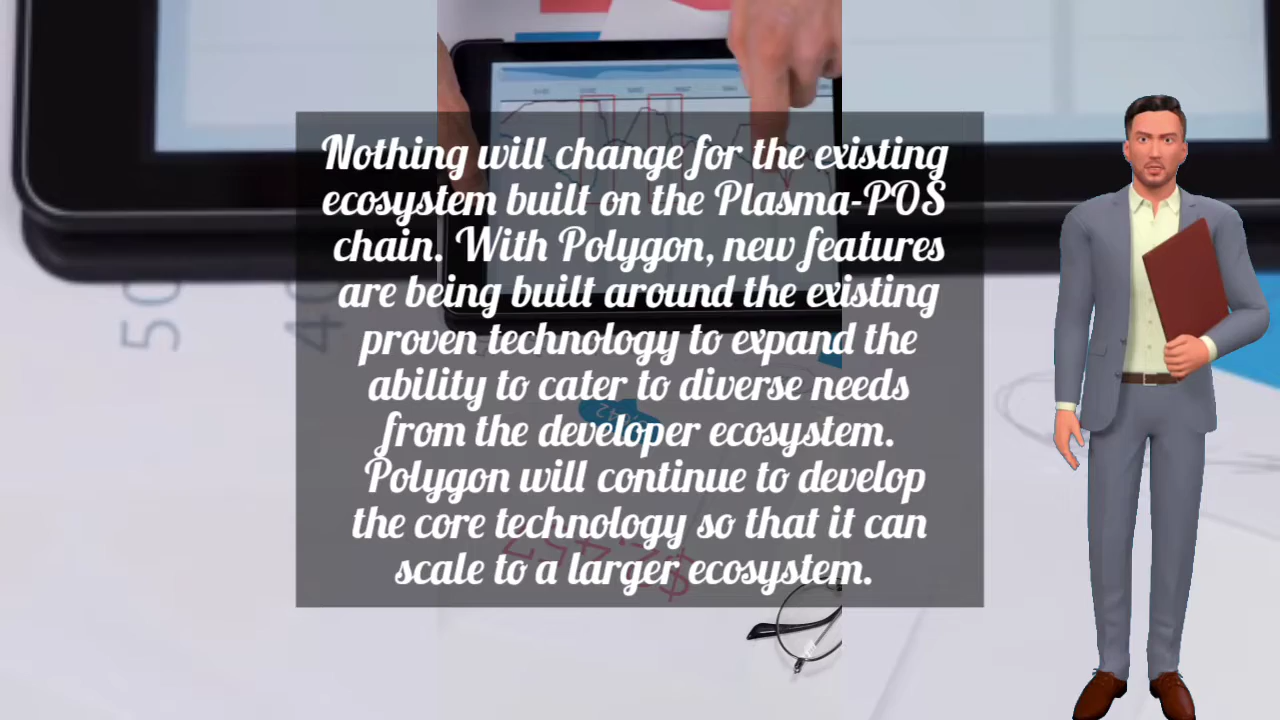 Nothing will change for the existing
ecosystem built on the Plasma-POS
chain. With Polygon, new features
are being built around the existing
proven technology to expand the
ability to cater to diverse needs
from the developer ecosystem.
Polygon will continue to develop
the core technology so that it can
scale to a larger ecosystem.